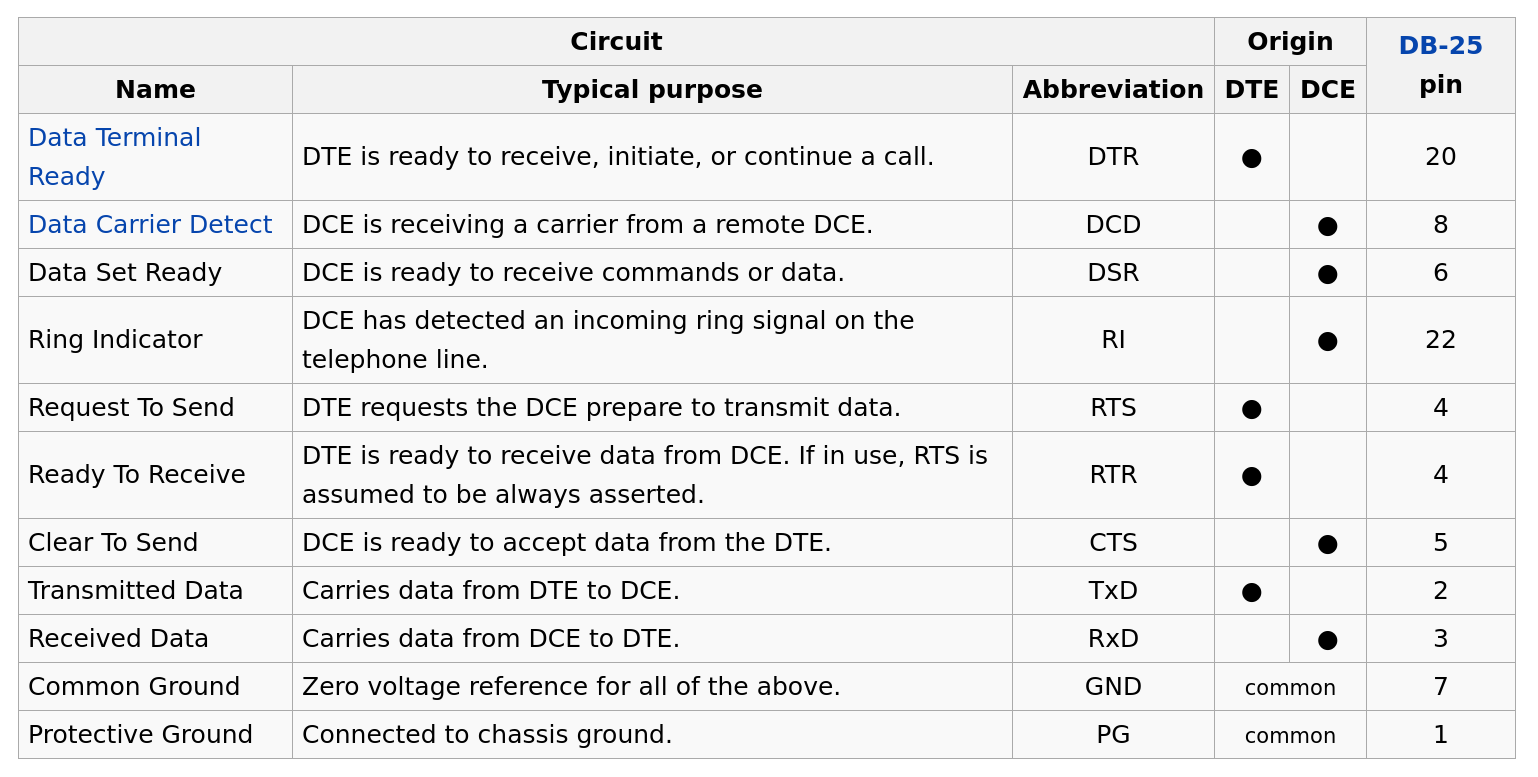 Circuit Origin DB-25 pin
Name Typical purpose Abbreviation DTE DCE
Data Terminal Ready DTE is ready to receive, initiate, or continue a call. DTR ● 20
Data Carrier Detect DCE is receiving a carrier from a remote DCE. DCD ● 8
Data Set Ready DCE is ready to receive commands or data. DSR ● 6
Ring Indicator DCE has detected an incoming ring signal on the telephone line. RI ● 22
Request To Send DTE requests the DCE prepare to transmit data. RTS ● 4
Ready To Receive DTE is ready to receive data from DCE. If in use, RTS is assumed to be always asserted. RTR ● 4
Clear To Send DCE is ready to accept data from the DTE. CTS ● 5
Transmitted Data Carries data from DTE to DCE. TxD ● 2
Received Data Carries data from DCE to DTE. RxD ● 3
Common Ground Zero voltage reference for all of the above. GND common 7
Protective Ground Connected to chassis ground. PG common 1